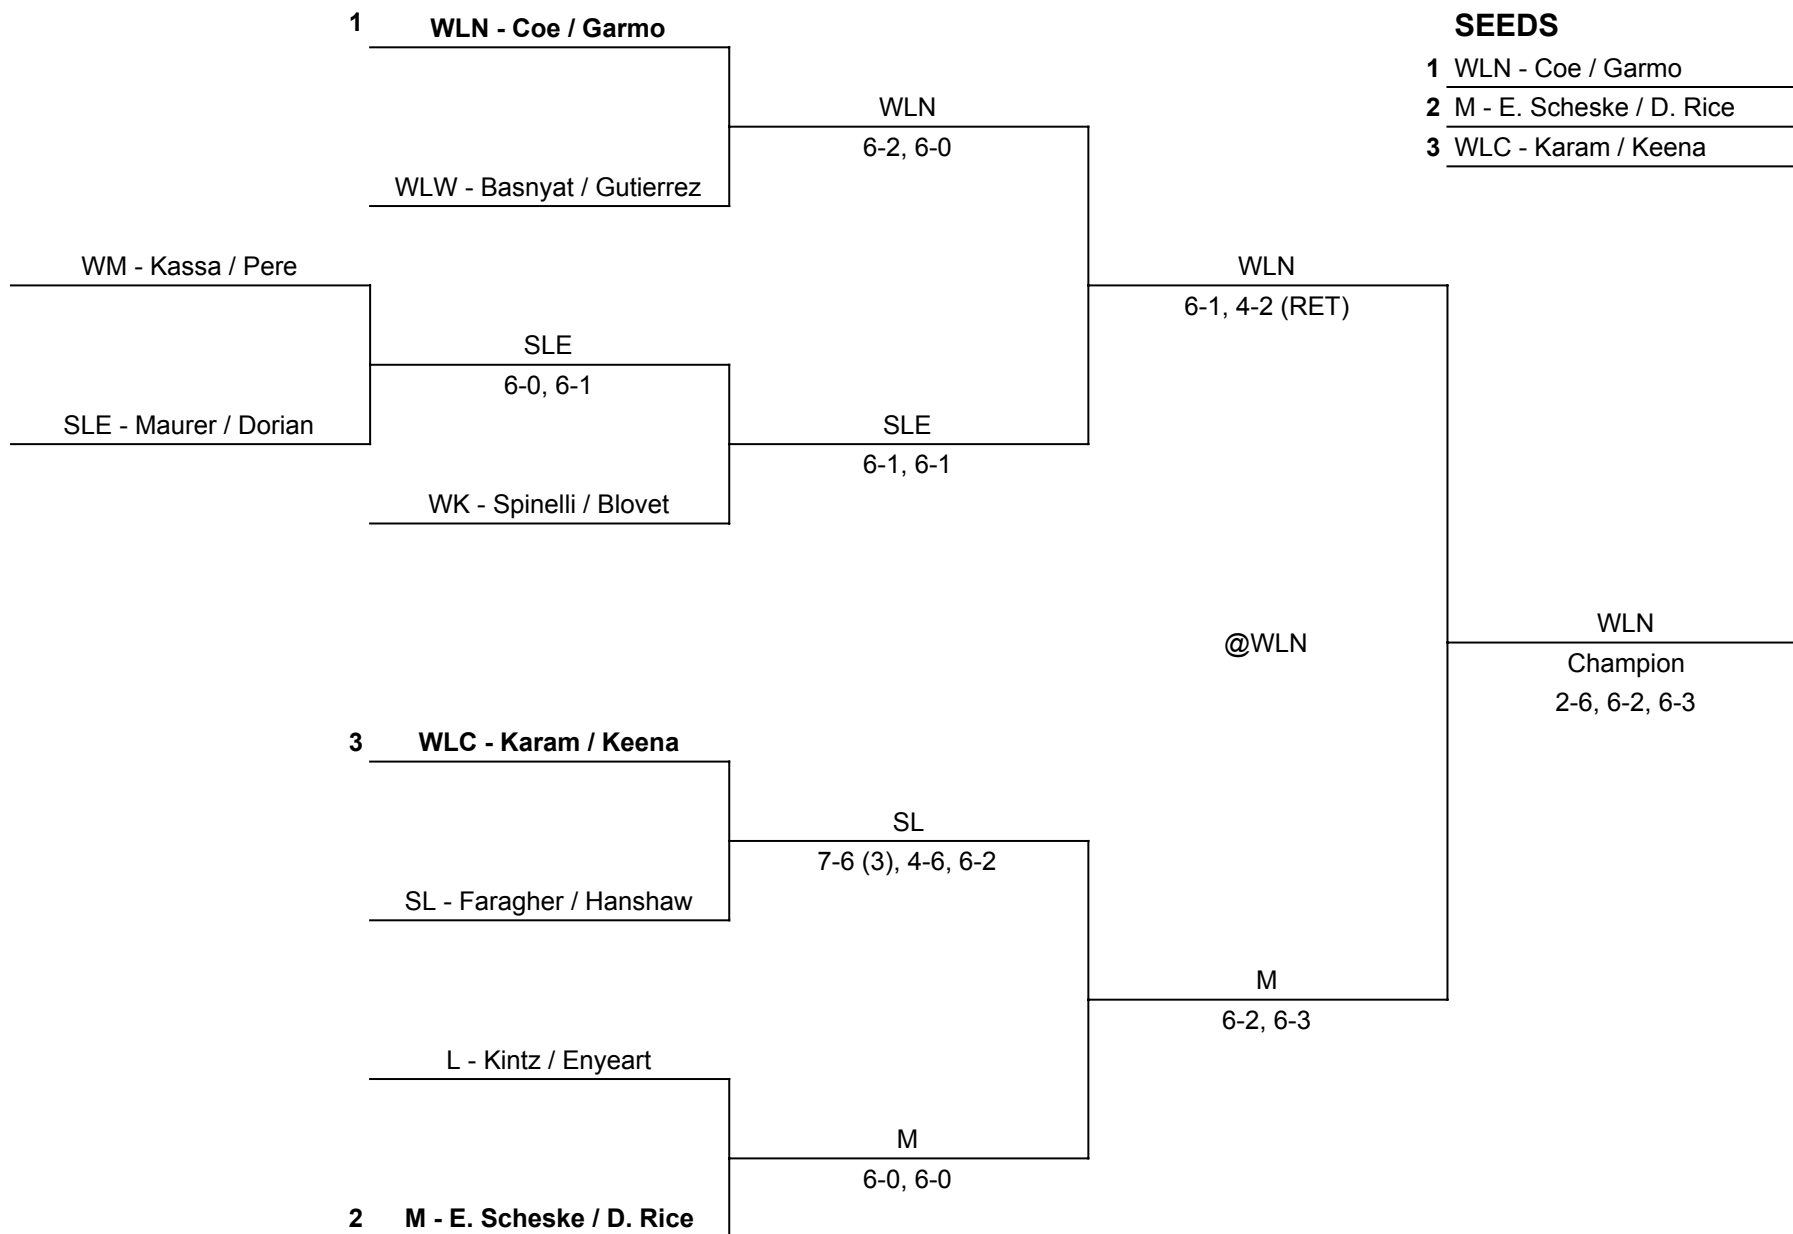 1 WLN - Coe / Garmo
SEEDS
1 WLN - Coe / Garmo
2 M - E. Scheske / D. Rice
3 WLC - Karam / Keena
WLN
6-2, 6-0
WLW - Basnyat / Gutierrez
WM - Kassa / Pere
WLN
6-1, 4-2 (RET)
SLE
6-0, 6-1
SLE - Maurer / Dorian
SLE
6-1, 6-1
WK - Spinelli / Blovet
@WLN
WLN
Champion
2-6, 6-2, 6-3
3 WLC - Karam / Keena
SL
7-6 (3), 4-6, 6-2
SL - Faragher / Hanshaw
M
6-2, 6-3
L - Kintz / Enyeart
M
6-0, 6-0
2 M - E. Scheske / D. Rice